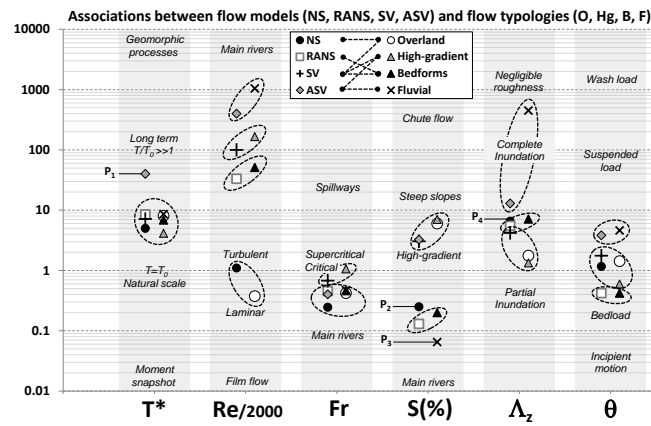 Associations between flow models (NS, RANS, SV, ASV) and flow typologies (O, Hg, B, F)
10000
1000
100
10
1
0.1
0.01
Geomorphic
processes
Long term
T/T₀ >>1
P₁
T=T₀
Natural scale
Moment
snapshot
Main rivers
Turbulent
Laminar
Film flow
NS
RANS
SV
ASV
Overland
High-gradient
Bedforms
Fluvial
Spillways
Supercritical
Critical
Main rivers
Chute flow
Steep slopes
High-gradient
P₂
P₃
Main rivers
Negligible
roughness
Complete
Inundation
P₄
Partial
Inundation
Wash load
Suspended
load
Bedload
Incipient
motion
T*
Re/2000
Fr
S(%)
Λz
θ